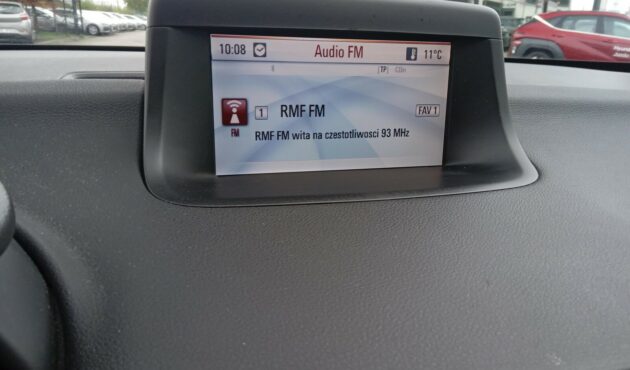 10:08 Audio FM 11°C
[TP]
1 RMF FM FAV 1
FM
RMF FM wita na czestotliwosci 93 MHz